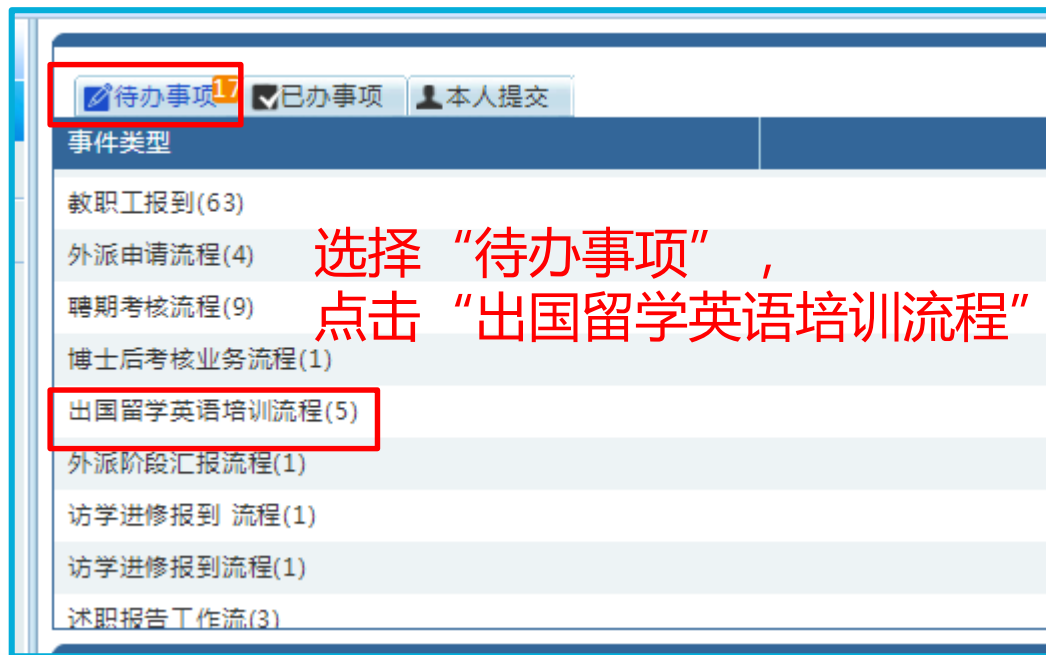 待办事项 17 已办事项 本人提交
事件类型
教职工报到(63)
外派申请流程(4)
选择“待办事项”，
聘期考核流程(9)
点击“出国留学英语培训流程”
博士后考核业务流程(1)
出国留学英语培训流程(5)
外派阶段汇报流程(1)
访学进修报到 流程(1)
访学进修报到流程(1)
述职报告工作流(3)